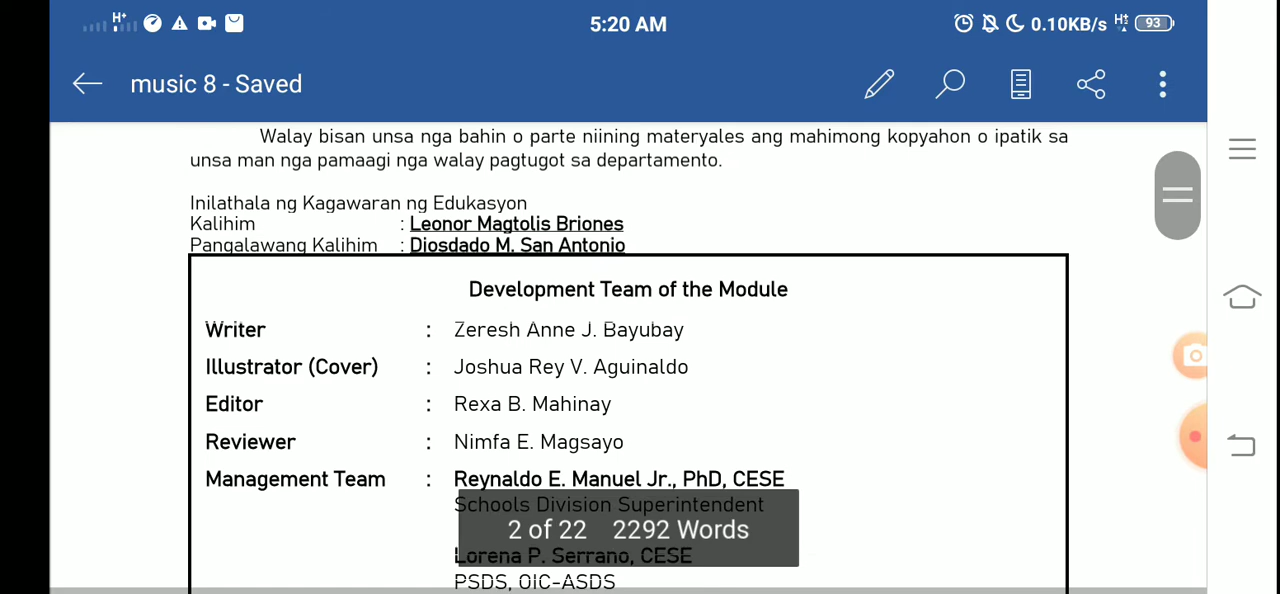 H+ 5:20 AM 0.10KB/s H+ 93
music 8 - Saved
Walay bisan unsa nga bahin o parte niining materyales ang mahimong kopyahon o ipatik sa
unsa man nga pamaagi nga walay pagtugot sa departamento.
Inilathala ng Kagawaran ng Edukasyon
Kalihim : Leonor Magtolis Briones
Pangalawang Kalihim : Diosdado M. San Antonio
Development Team of the Module
Writer : Zeresh Anne J. Bayubay
Illustrator (Cover) : Joshua Rey V. Aguinaldo
Editor : Rexa B. Mahinay
Reviewer : Nimfa E. Magsayo
Management Team : Reynaldo E. Manuel Jr., PhD, CESE
Schools Division Superintendent
2 of 22 2292 Words
Lorena P. Serrano, CESE
PSDS, OIC-ASDS